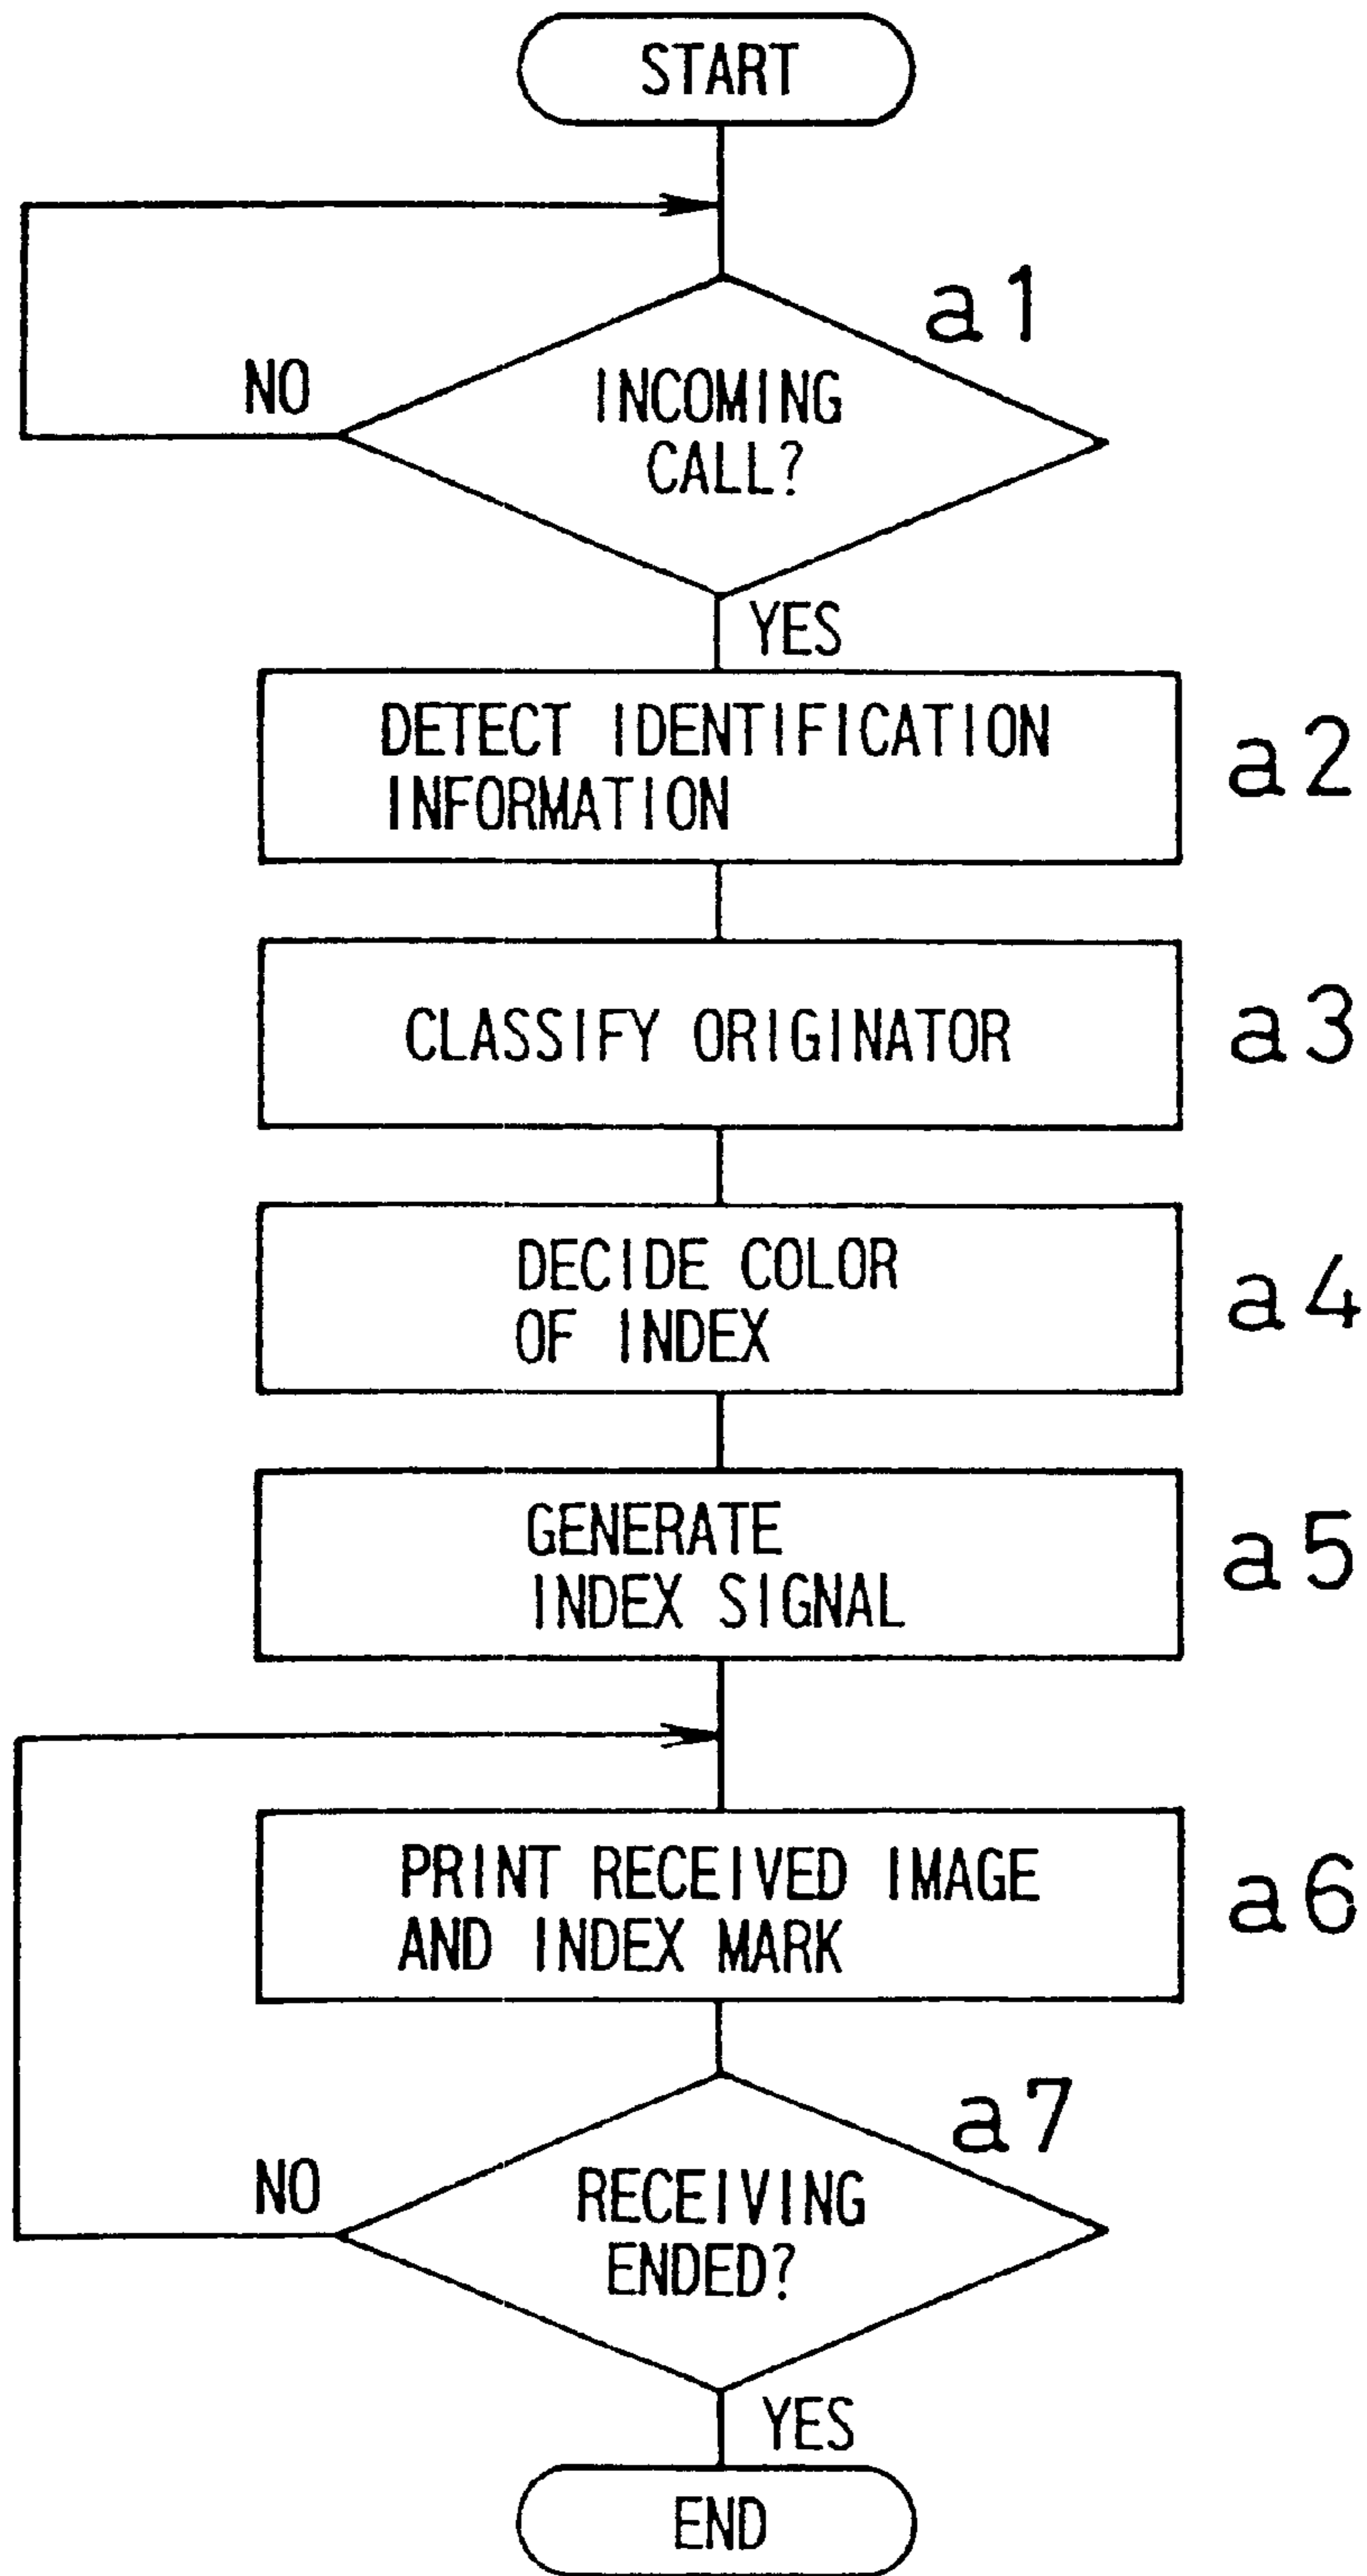 START
a1
NO
INCOMING
CALL?
YES
DETECT IDENTIFICATION
INFORMATION
a2
CLASSIFY ORIGINATOR
a3
DECIDE COLOR
OF INDEX
a4
GENERATE
INDEX SIGNAL
a5
PRINT RECEIVED IMAGE
AND INDEX MARK
a6
a7
NO
RECEIVING
ENDED?
YES
END